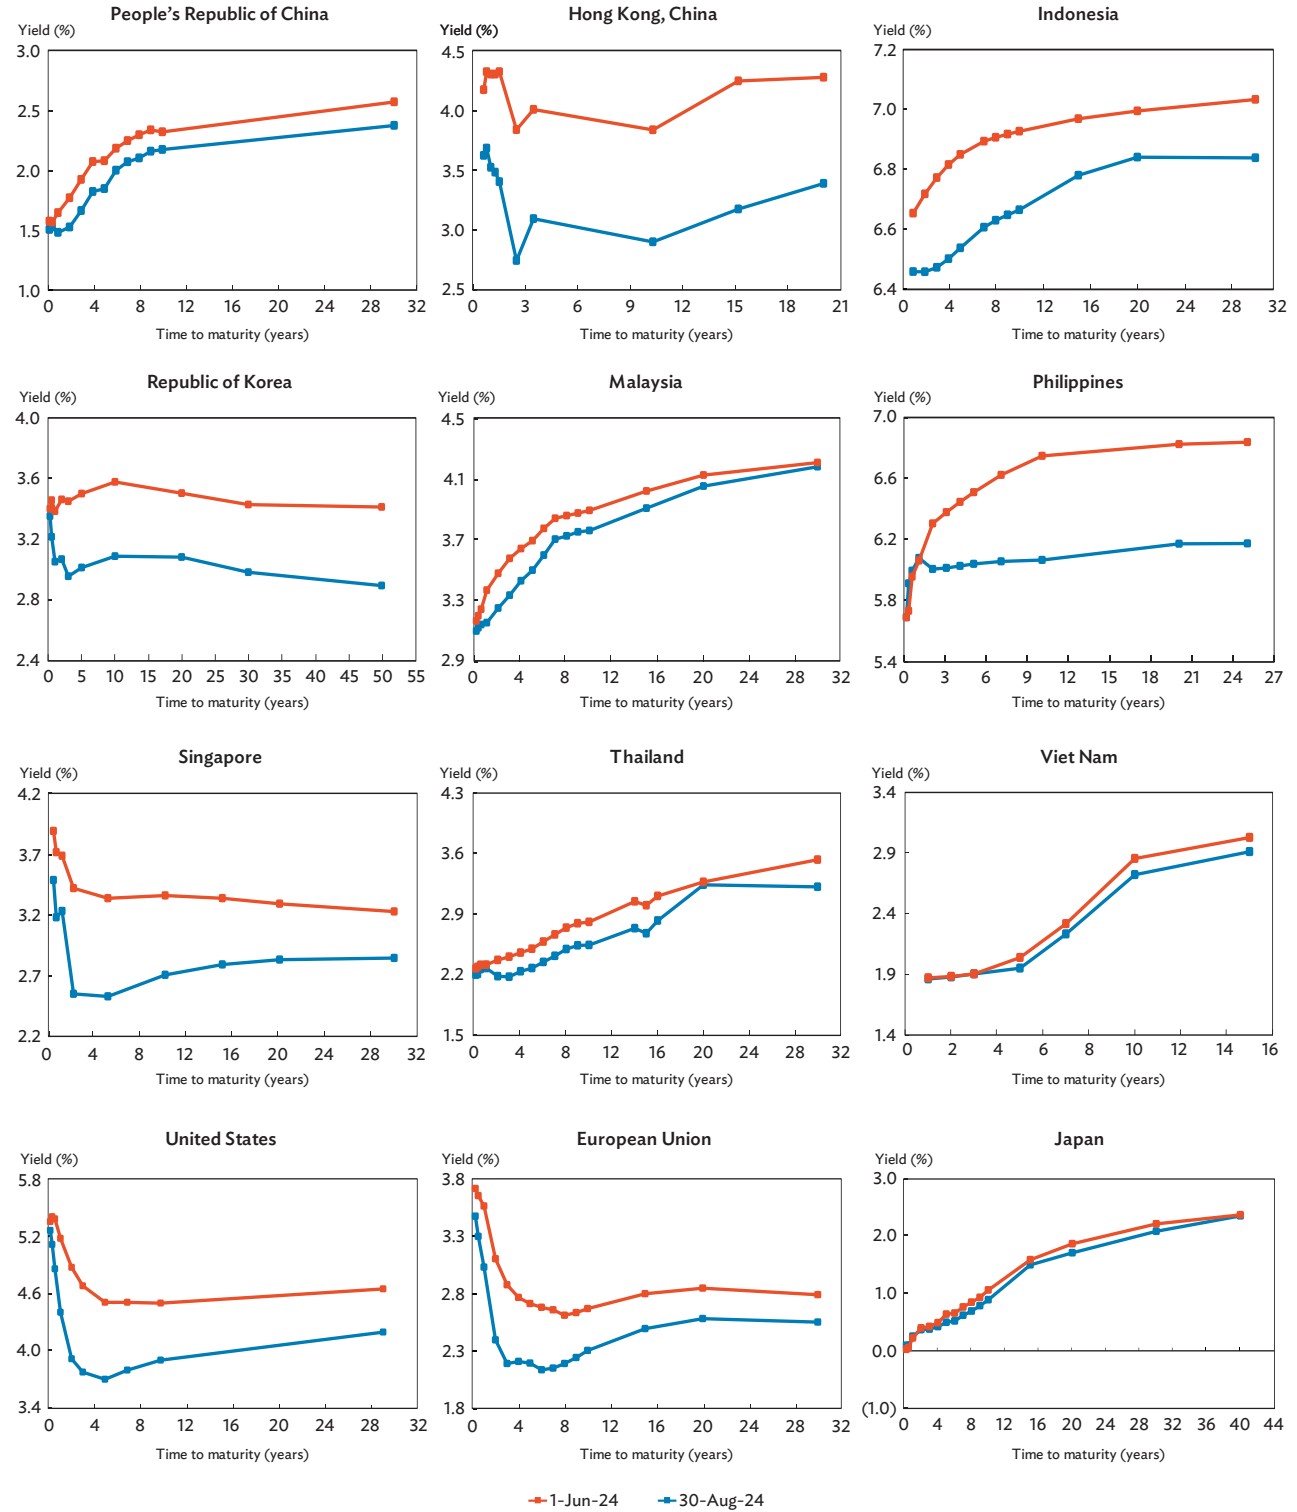 People's Republic of China
Yield (%)
3.0
2.5
2.0
1.5
1.0
0 4 8 12 16 20 24 28 32
Time to maturity (years)
Hong Kong, China
Yield (%)
4.5
4.0
3.5
3.0
2.5
0 3 6 9 12 15 18 21
Time to maturity (years)
Indonesia
Yield (%)
7.2
7.0
6.8
6.6
6.4
0 4 8 12 16 20 24 28 32
Time to maturity (years)
Republic of Korea
Yield (%)
4.0
3.6
3.2
2.8
2.4
0 5 10 15 20 25 30 35 40 45 50 55
Time to maturity (years)
Malaysia
Yield (%)
4.5
4.1
3.7
3.3
2.9
0 4 8 12 16 20 24 28 32
Time to maturity (years)
Philippines
Yield (%)
7.0
6.6
6.2
5.8
5.4
0 3 6 9 12 15 18 21 24 27
Time to maturity (years)
Singapore
Yield (%)
4.2
3.7
3.2
2.7
2.2
0 4 8 12 16 20 24 28 32
Time to maturity (years)
Thailand
Yield (%)
4.3
3.6
2.9
2.2
1.5
0 4 8 12 16 20 24 28 32
Time to maturity (years)
Viet Nam
Yield (%)
3.4
2.9
2.4
1.9
1.4
0 2 4 6 8 10 12 14 16
Time to maturity (years)
United States
Yield (%)
5.8
5.2
4.6
4.0
3.4
0 4 8 12 16 20 24 28 32
Time to maturity (years)
European Union
Yield (%)
3.8
3.3
2.8
2.3
1.8
0 4 8 12 16 20 24 28 32
Time to maturity (years)
Japan
Yield (%)
3.0
2.0
1.0
0.0
(1.0)
0 4 8 12 16 20 24 28 32 36 40 44
Time to maturity (years)
1-Jun-24 30-Aug-24